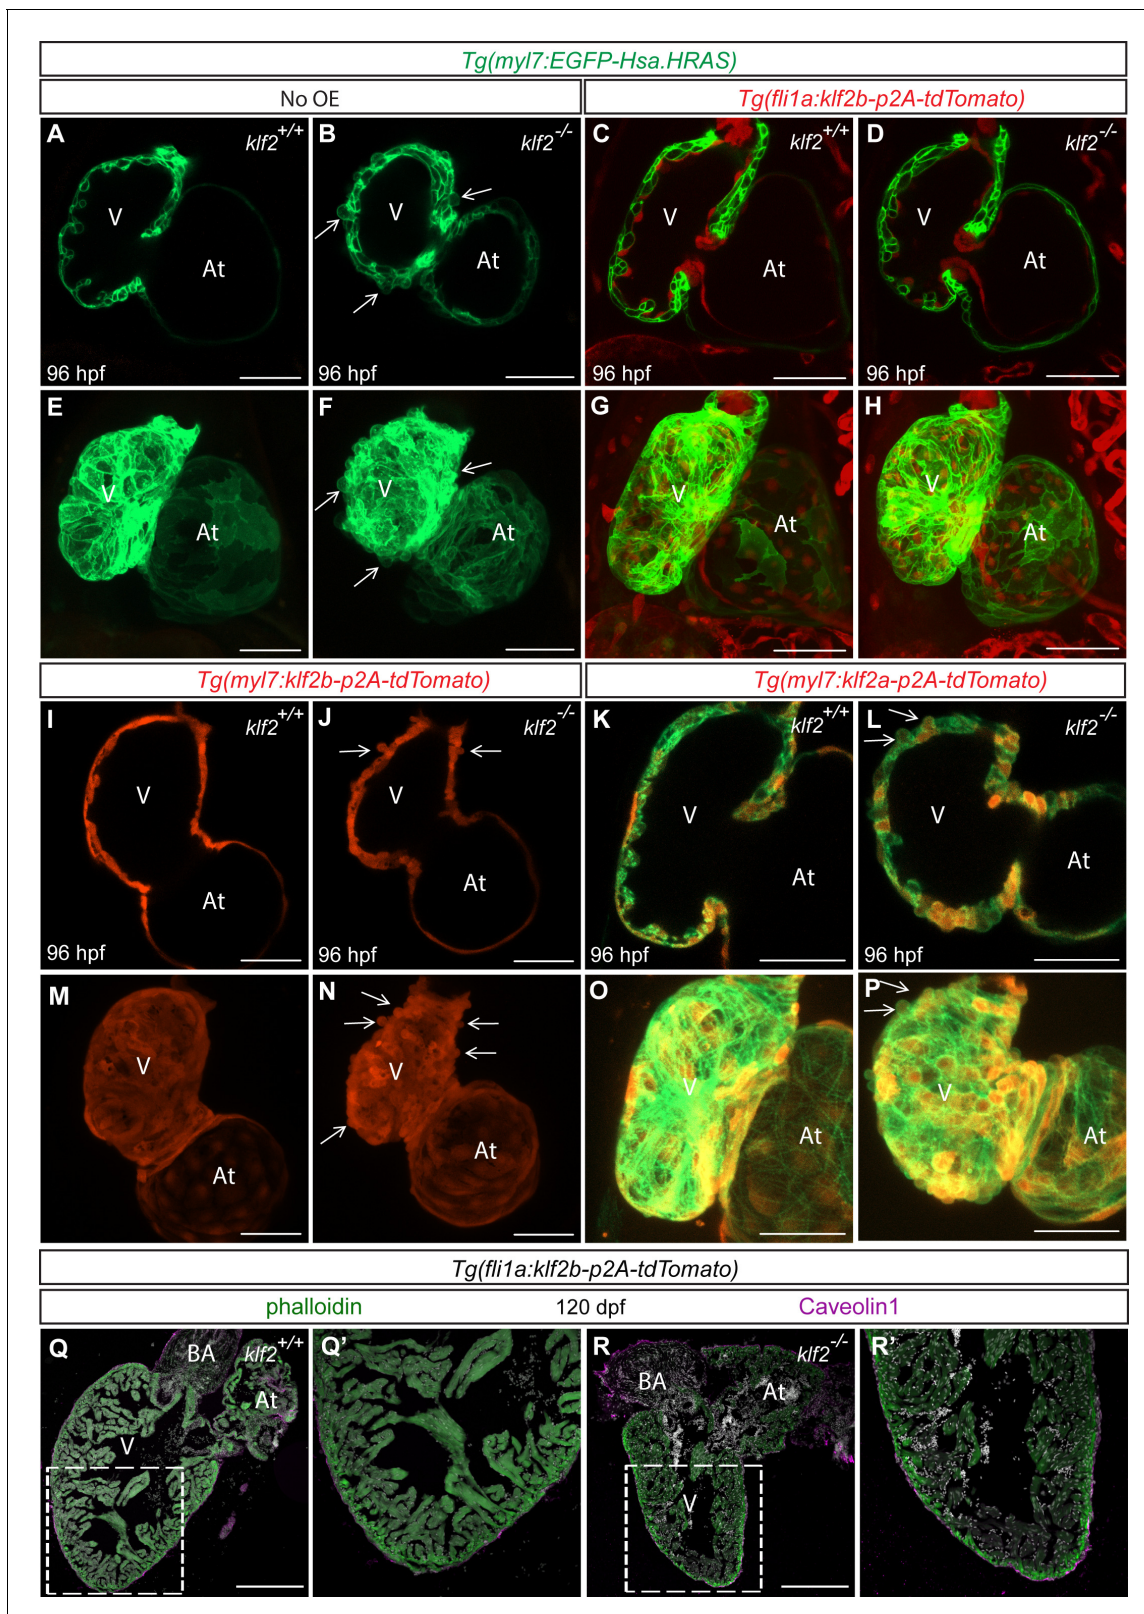 Tg(myl7:EGFP-Hsa.HRAS)
No OE
Tg(fli1a:klf2b-p2A-tdTomato)
A klf2+/+ V At 96 hpf
B klf2-/- V At 96 hpf
C klf2+/+ V At 96 hpf
D klf2-/- V At 96 hpf
E V At
F V At
G V At
H V At
Tg(myl7:klf2b-p2A-tdTomato)
Tg(myl7:klf2a-p2A-tdTomato)
I klf2+/+ V At 96 hpf
J klf2-/- V At 96 hpf
K klf2+/+ V At 96 hpf
L klf2-/- V At 96 hpf
M V At
N V At
O V At
P V At
Tg(fli1a:klf2b-p2A-tdTomato)
phalloidin 120 dpf Caveolin1
Q klf2+/+ BA At V
Q'
R klf2-/- BA At V
R'